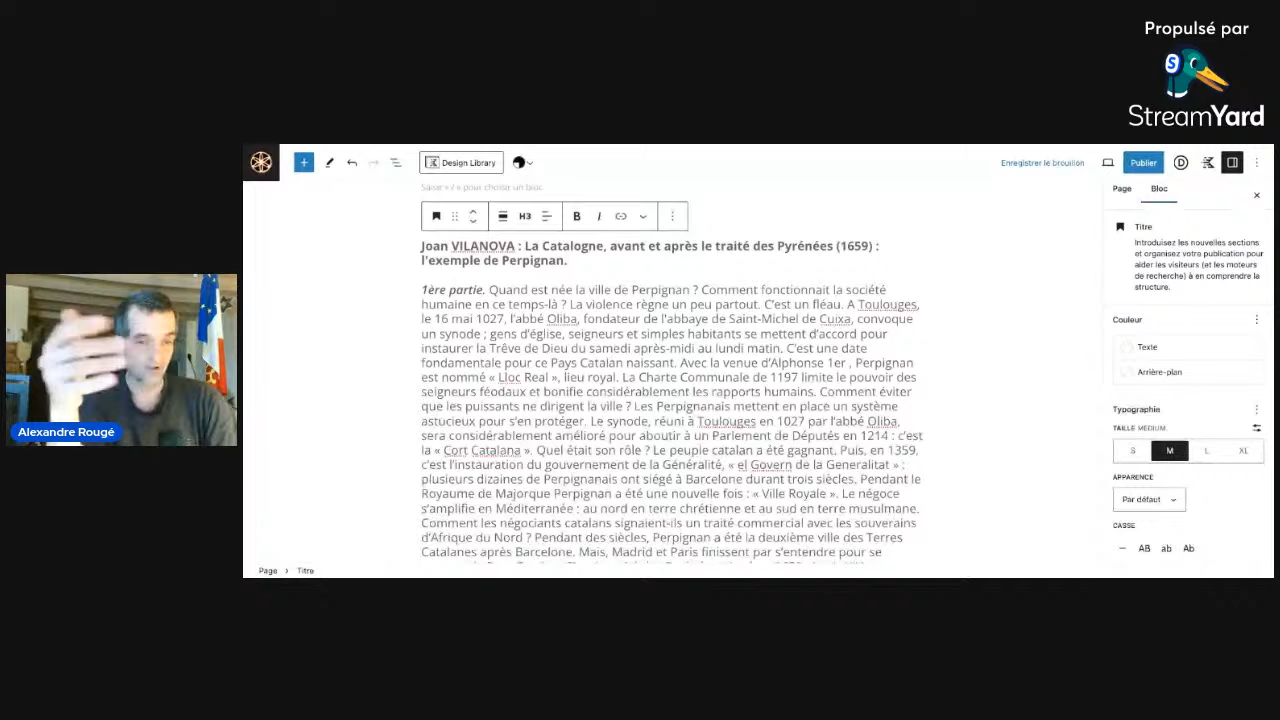 Propulsé par
StreamYard
Design Library
Enregistrer le brouillon
Publier
Saisir « / » pour choisir un bloc
H3
B
I
Joan VILANOVA : La Catalogne, avant et après le traité des Pyrénées (1659) :
l'exemple de Perpignan.
1ère partie. Quand est née la ville de Perpignan ? Comment fonctionnait la société
humaine en ce temps-là ? La violence règne un peu partout. C'est un fléau. A Toulouges,
le 16 mai 1027, l'abbé Oliba, fondateur de l'abbaye de Saint-Michel de Cuixa, convoque
un synode ; gens d'église, seigneurs et simples habitants se mettent d'accord pour
instaurer la Trêve de Dieu du samedi après-midi au lundi matin. C'est une date
fondamentale pour ce Pays Catalan naissant. Avec la venue d'Alphonse 1er , Perpignan
est nommé « Lloc Real », lieu royal. La Charte Communale de 1197 limite le pouvoir des
seigneurs féodaux et bonifie considérablement les rapports humains. Comment éviter
que les puissants ne dirigent la ville ? Les Perpignanais mettent en place un système
astucieux pour s'en protéger. Le synode, réuni à Toulouges en 1027 par l'abbé Oliba,
sera considérablement amélioré pour aboutir à un Parlement de Députés en 1214 : c'est
la « Cort Catalana ». Quel était son rôle ? Le peuple catalan a été gagnant. Puis, en 1359,
c'est l'instauration du gouvernement de la Généralité, « el Govern de la Generalitat » :
plusieurs dizaines de Perpignanais ont siégé à Barcelone durant trois siècles. Pendant le
Royaume de Majorque Perpignan a été une nouvelle fois : « Ville Royale ». Le négoce
s'amplifie en Méditerranée : au nord en terre chrétienne et au sud en terre musulmane.
Comment les négociants catalans signaient-ils un traité commercial avec les souverains
d'Afrique du Nord ? Pendant des siècles, Perpignan a été la deuxième ville des Terres
Catalanes après Barcelone. Mais, Madrid et Paris finissent par s'entendre pour se
Page
Bloc
Titre
Introduisez les nouvelles sections
et organisez votre publication pour
aider les visiteurs (et les moteurs
de recherche) à en comprendre la
structure.
Couleur
Texte
Arrière-plan
Typographie
TAILLE MEDIUM
S M L XL
APPARENCE
Par défaut
CASSE
– AB ab Ab
Alexandre Rougé
Page > Titre